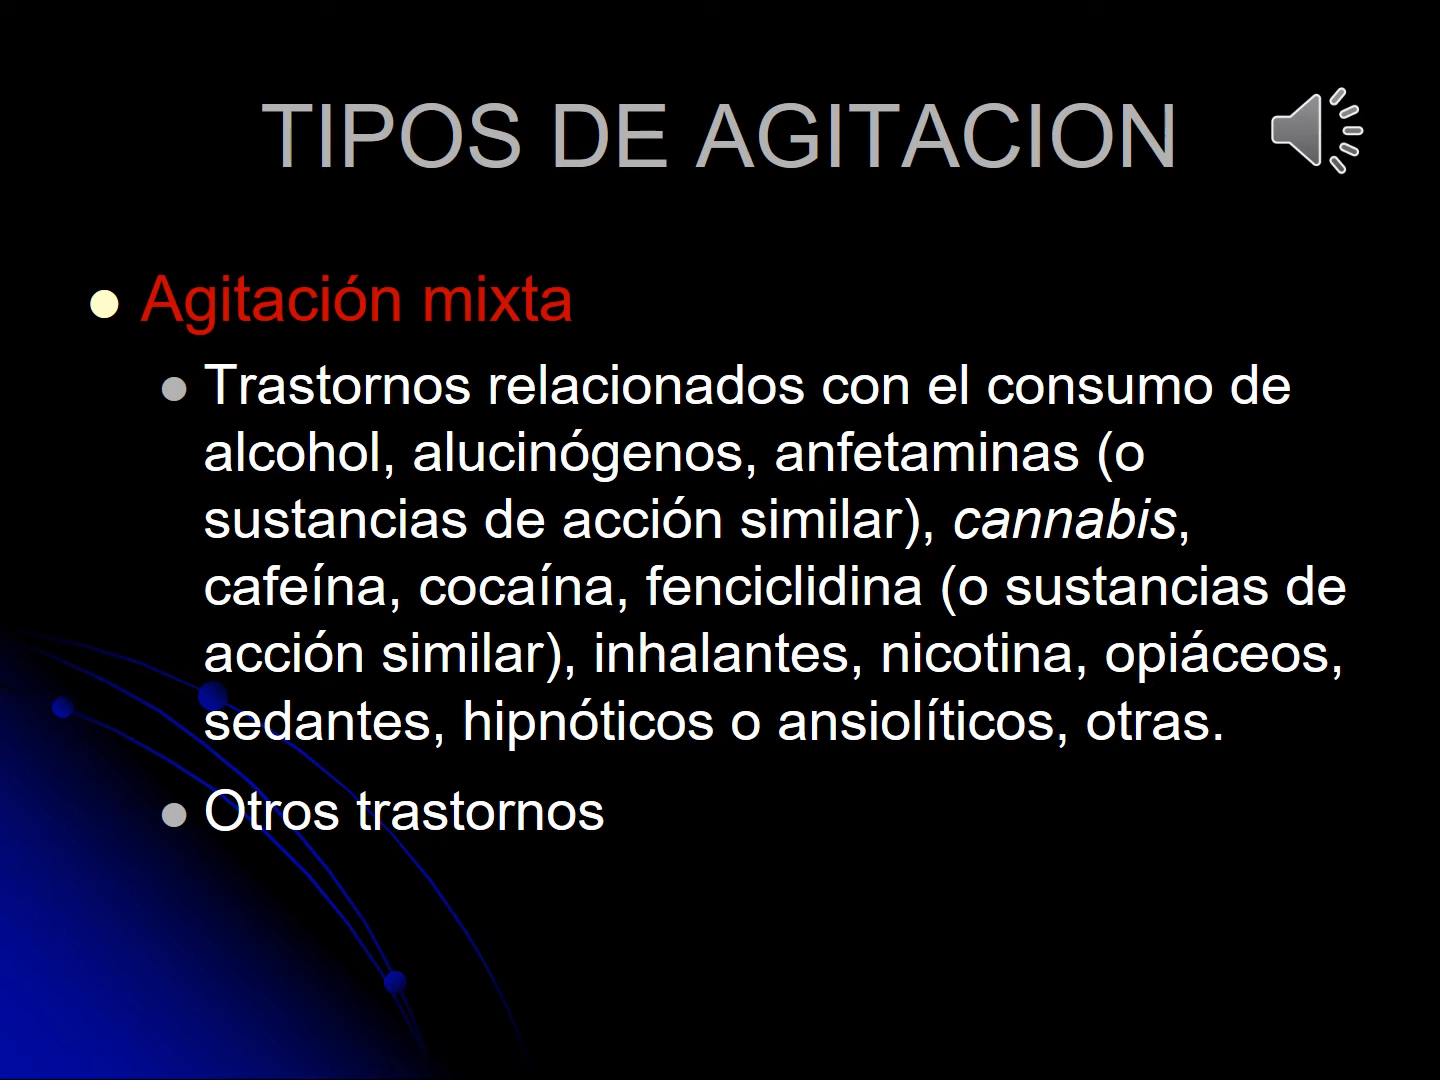 TIPOS DE AGITACION
Agitación mixta
Trastornos relacionados con el consumo de
alcohol, alucinógenos, anfetaminas (o
sustancias de acción similar), cannabis,
cafeína, cocaína, fenciclidina (o sustancias de
acción similar), inhalantes, nicotina, opiáceos,
sedantes, hipnóticos o ansiolíticos, otras.
Otros trastornos